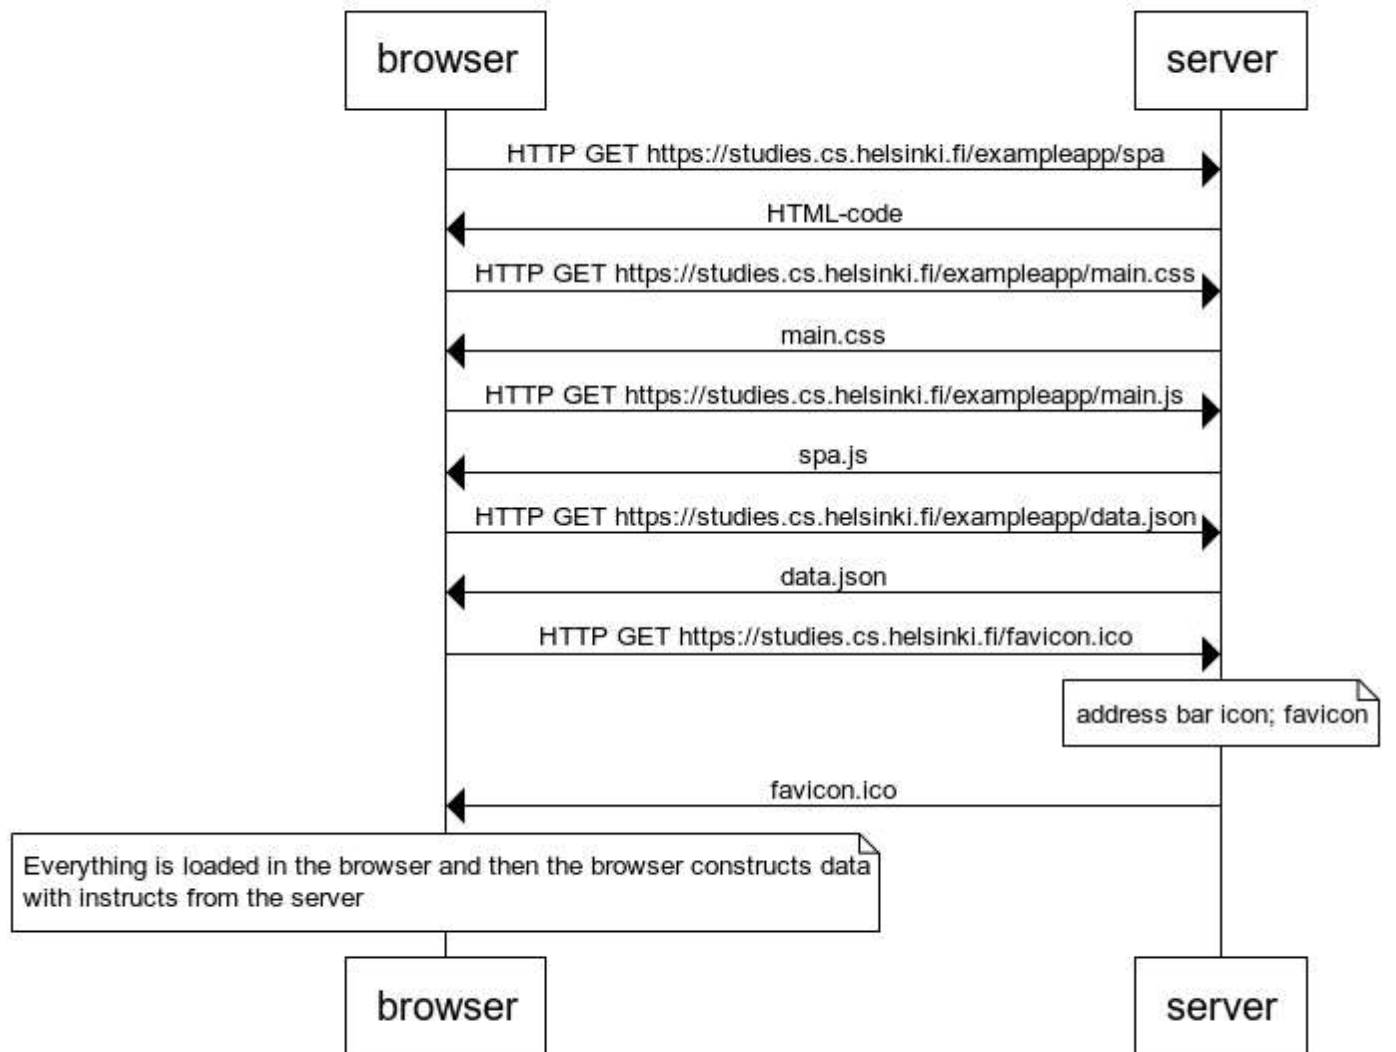 browser
server
HTTP GET https://studies.cs.helsinki.fi/exampleapp/spa
HTML-code
HTTP GET https://studies.cs.helsinki.fi/exampleapp/main.css
main.css
HTTP GET https://studies.cs.helsinki.fi/exampleapp/main.js
spa.js
HTTP GET https://studies.cs.helsinki.fi/exampleapp/data.json
data.json
HTTP GET https://studies.cs.helsinki.fi/favicon.ico
address bar icon; favicon
favicon.ico
Everything is loaded in the browser and then the browser constructs data
with instructs from the server
browser
server